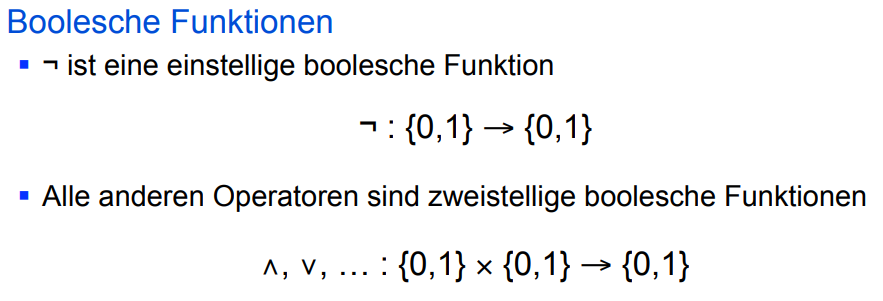 Boolesche Funktionen
▪ ¬ ist eine einstellige boolesche Funktion
¬ : {0,1} → {0,1}
▪ Alle anderen Operatoren sind zweistellige boolesche Funktionen
∧, ∨, … : {0,1} × {0,1} → {0,1}